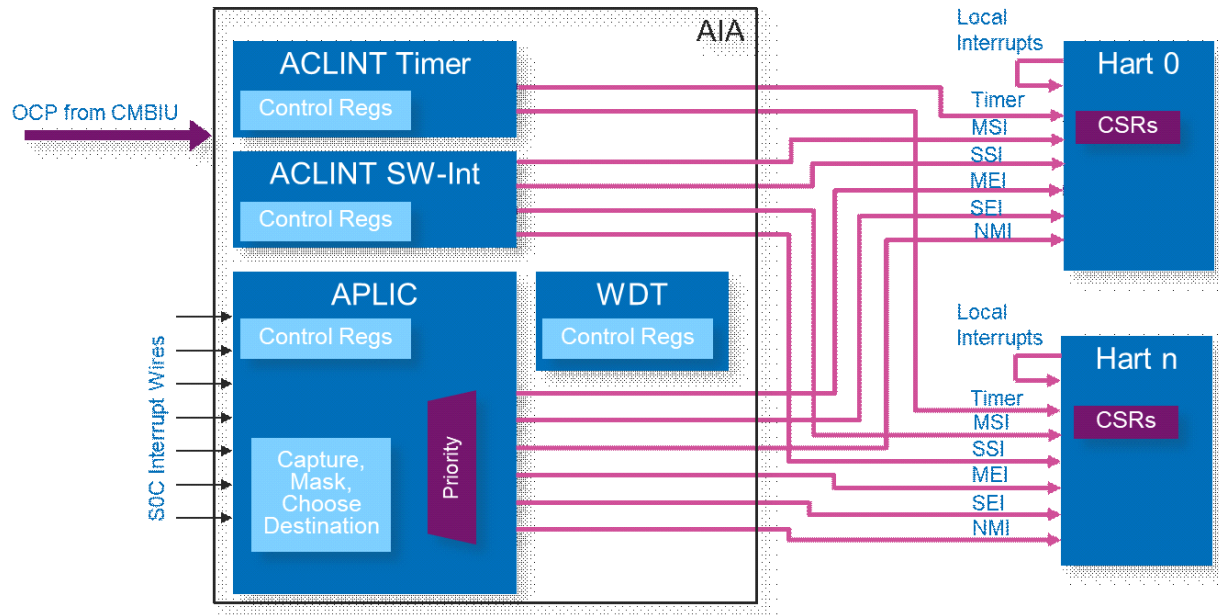 AIA
OCP from CMBIU
ACLINT Timer
Control Regs
ACLINT SW-Int
Control Regs
APLIC
Control Regs
Capture,
Mask,
Choose
Destination
Priority
WDT
Control Regs
SOC Interrupt Wires
Local
Interrupts
Hart 0
CSRs
Timer
MSI
SSI
MEI
SEI
NMI
Local
Interrupts
Hart n
CSRs
Timer
MSI
SSI
MEI
SEI
NMI